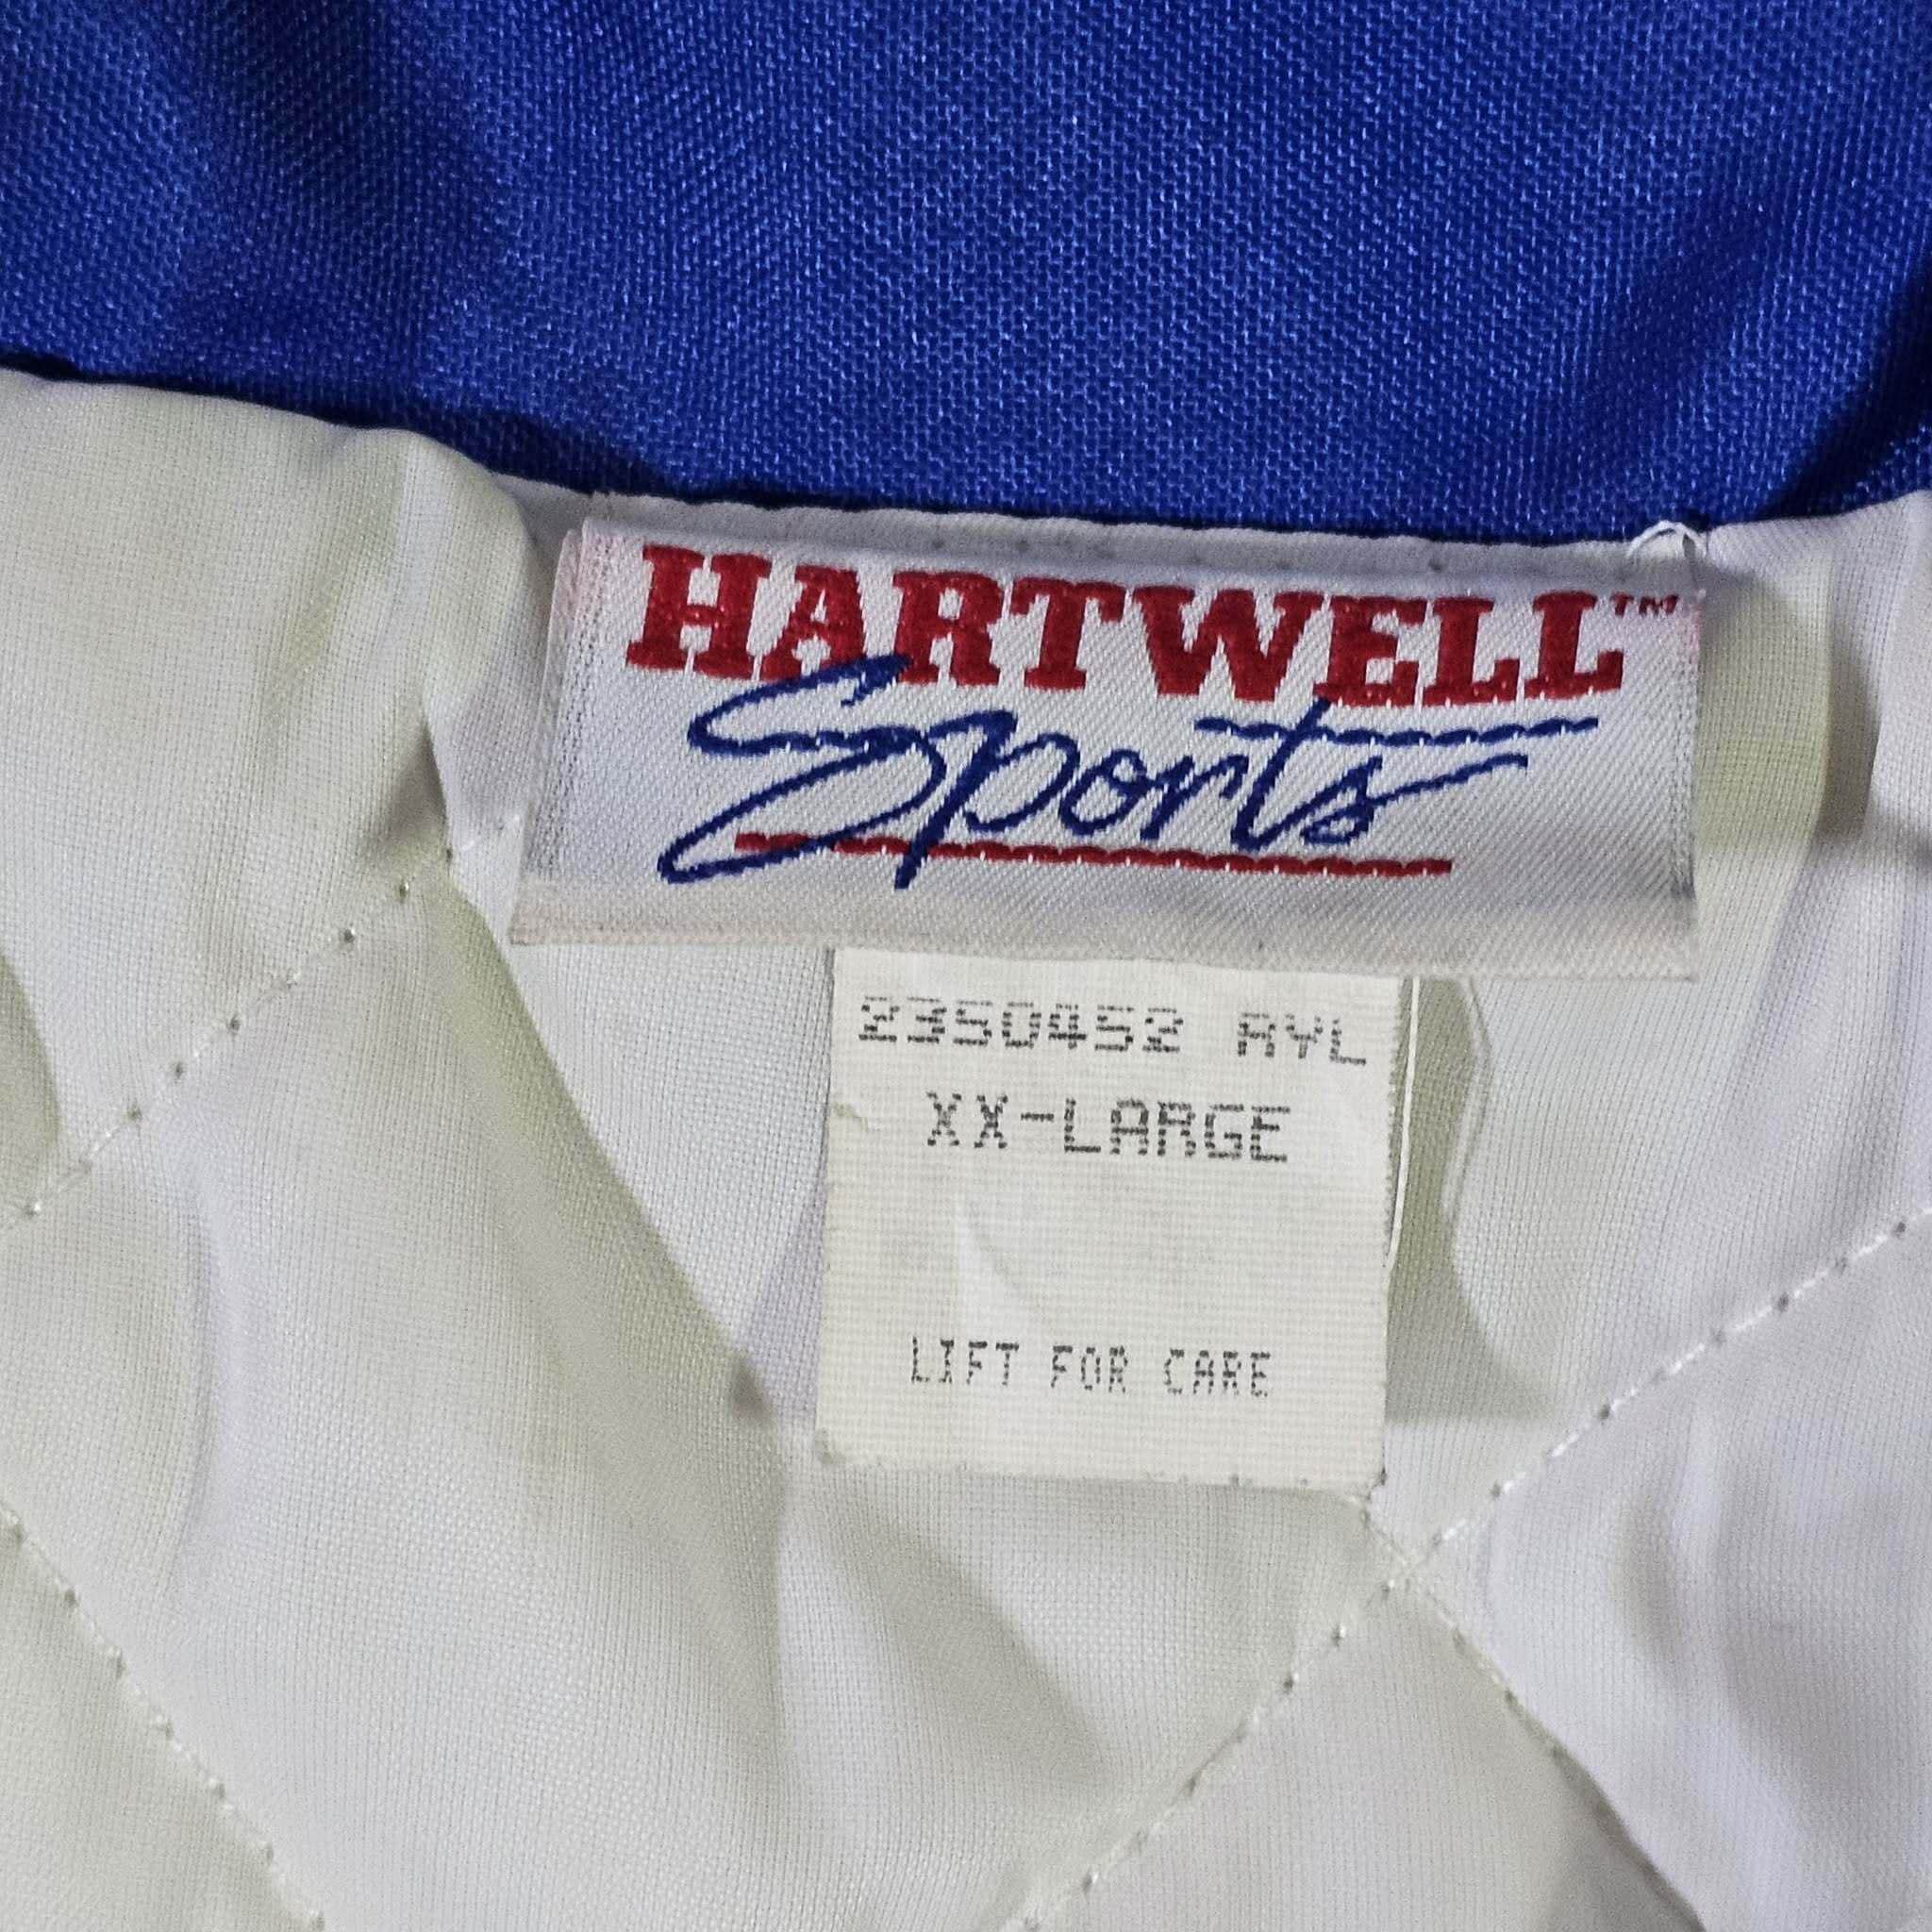 HARTWELL™
Sports
2350452 RYL
XX-LARGE
LIFT FOR CARE